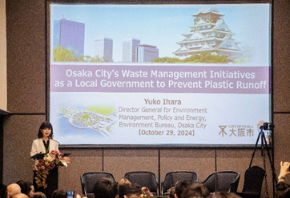 Osaka City's Waste Management Initiatives
as a Local Government to Prevent Plastic Runoff
Yuko Ihara
Director General for Environment
Management, Policy and Energy,
Environment Bureau, Osaka City
[October 29, 2024]
大阪市